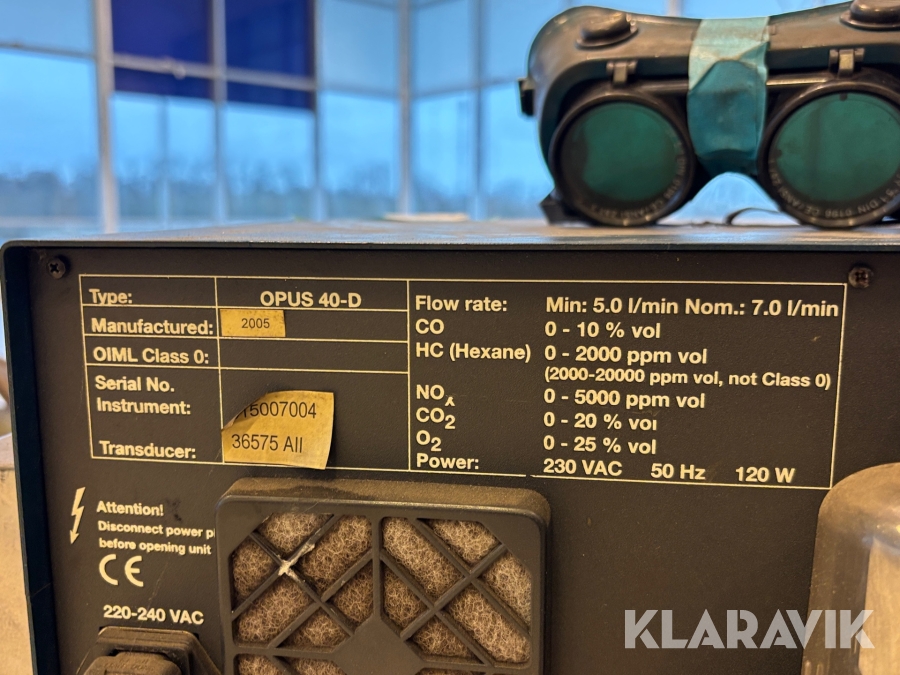 Type: OPUS 40-D
Manufactured: 2005
OIML Class 0:
Serial No.
Instrument: 5007004
Transducer: 36575 All
Flow rate: Min: 5.0 l/min Nom.: 7.0 l/min
CO 0 - 10 % vol
HC (Hexane) 0 - 2000 ppm vol
(2000-20000 ppm vol, not Class 0)
NOx 0 - 5000 ppm vol
CO2 0 - 20 % vol
O2 0 - 25 % vol
Power: 230 VAC 50 Hz 120 W
Attention!
Disconnect power
before opening unit
CE
220-240 VAC
KLARAVIK